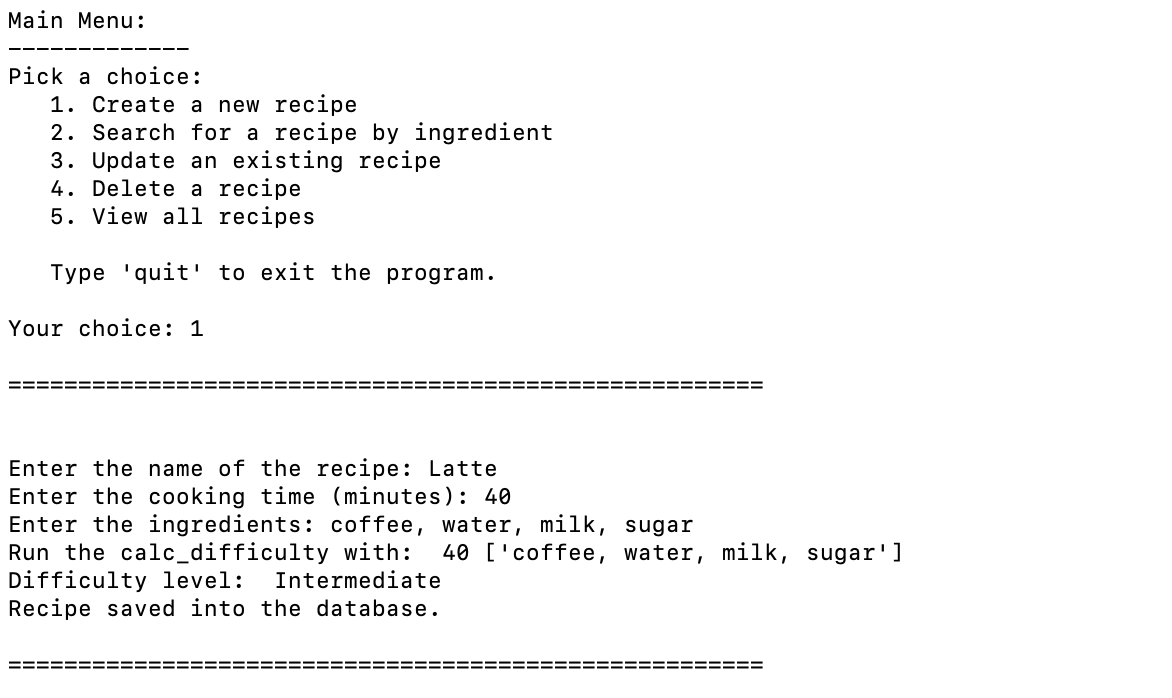 Main Menu:
-------------
Pick a choice:
   1. Create a new recipe
   2. Search for a recipe by ingredient
   3. Update an existing recipe
   4. Delete a recipe
   5. View all recipes

   Type 'quit' to exit the program.

Your choice: 1

======================================================


Enter the name of the recipe: Latte
Enter the cooking time (minutes): 40
Enter the ingredients: coffee, water, milk, sugar
Run the calc_difficulty with:  40 ['coffee, water, milk, sugar']
Difficulty level:  Intermediate
Recipe saved into the database.

======================================================